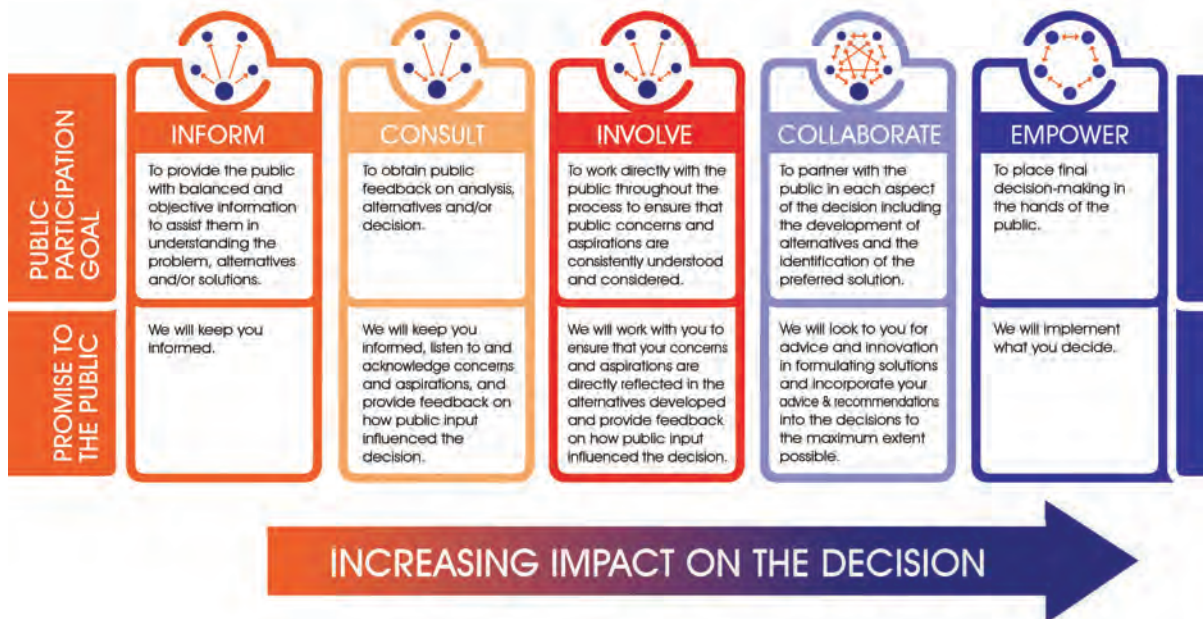 INFORM
CONSULT
INVOLVE
COLLABORATE
EMPOWER
PUBLIC
PARTICIPATION
GOAL
To provide the public
with balanced and
objective information
to assist them in
understanding the
problem, alternatives
and/or solutions.
To obtain public
feedback on analysis,
alternatives and/or
decision.
To work directly with the
public throughout the
process to ensure that
public concerns and
aspirations are
consistently understood
and considered.
To partner with the
public in each aspect
of the decision including
the development of
alternatives and the
identification of the
preferred solution.
To place final
decision-making in
the hands of the
public.
PROMISE TO
THE PUBLIC
We will keep you
informed.
We will keep you
informed, listen to and
acknowledge concerns
and aspirations, and
provide feedback on
how public input
influenced the
decision.
We will work with you to
ensure that your concerns
and aspirations are
directly reflected in the
alternatives developed
and provide feedback
on how public input
influenced the decision.
We will look to you for
advice and innovation
in formulating solutions
and incorporate your
advice & recommendations
into the decisions to
the maximum extent
possible.
We will implement
what you decide.
INCREASING IMPACT ON THE DECISION